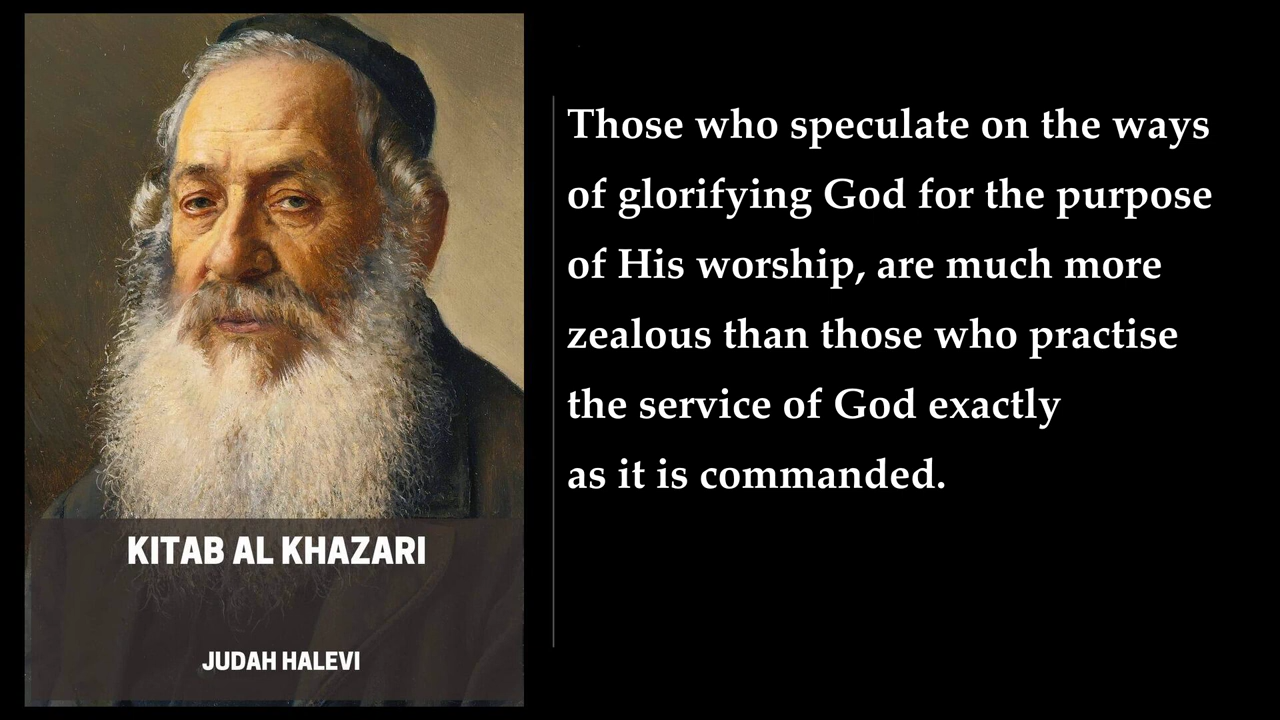 KITAB AL KHAZARI
JUDAH HALEVI
Those who speculate on the ways
of glorifying God for the purpose
of His worship, are much more
zealous than those who practise
the service of God exactly
as it is commanded.